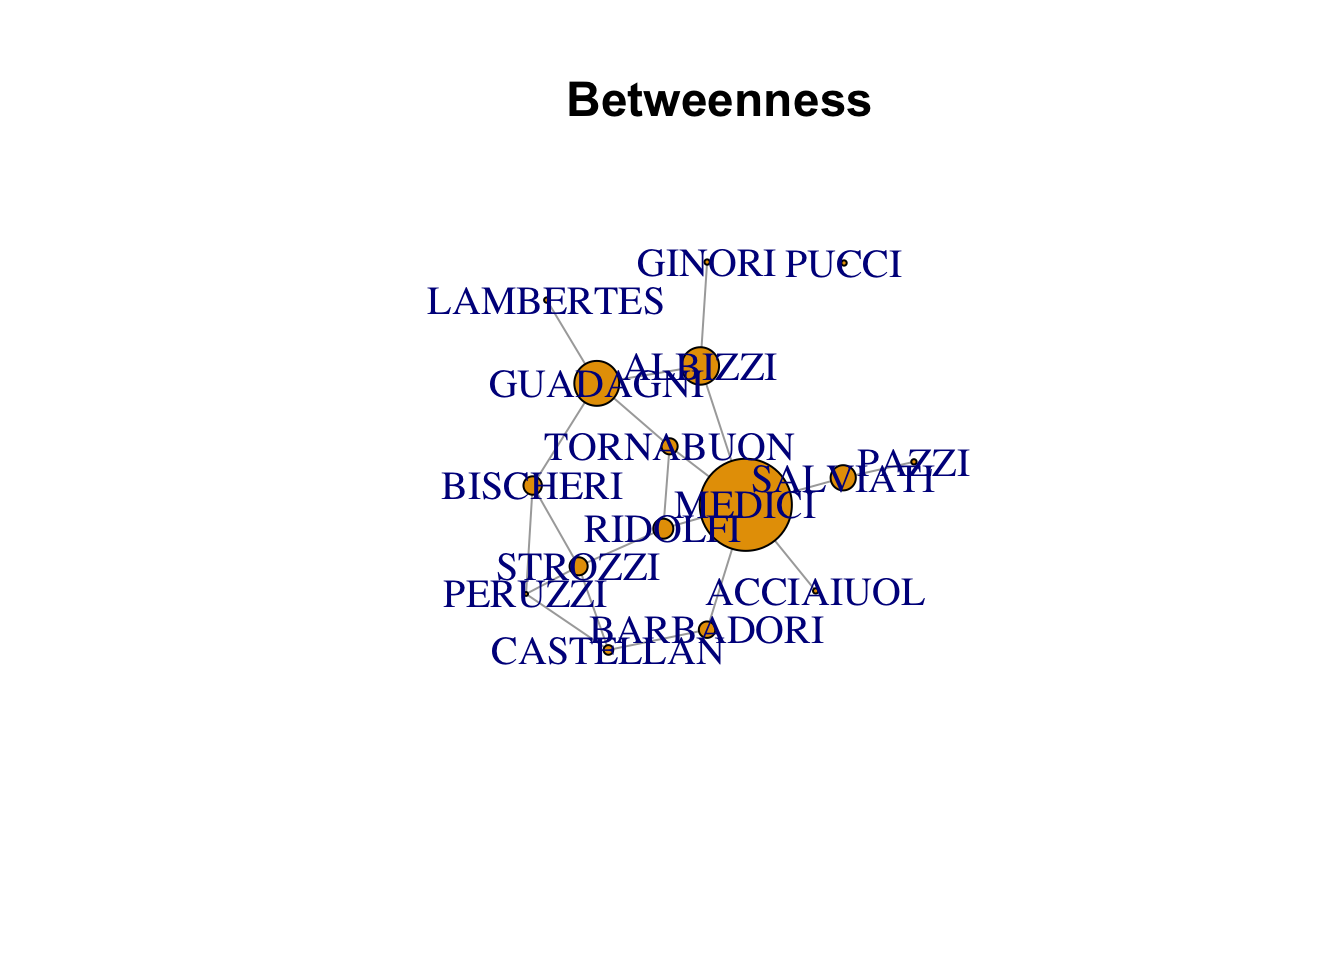 Betweenness
GINORI PUCCI
LAMBERTES
ALBIZZI
GUADAGNI
TORNABUON
PAZZI
SALVIATI
BISCHERI
MEDICI
RIDOLFI
STROZZI
PERUZZI
ACCIAIUOL
BARBADORI
CASTELLAN